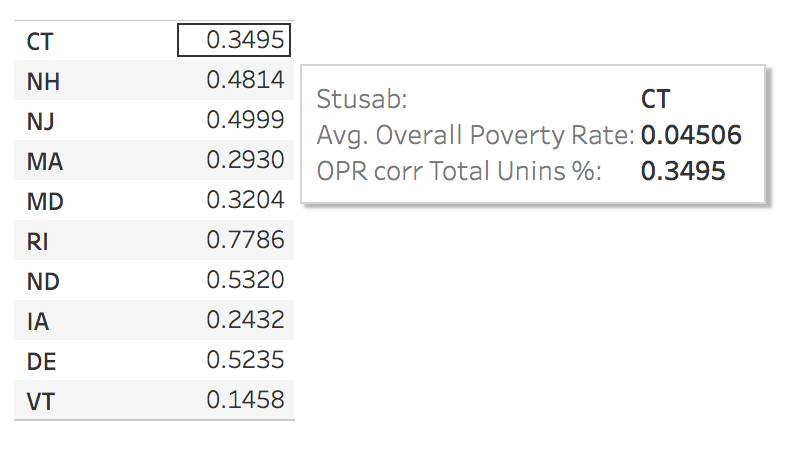 CT 0.3495
NH 0.4814
NJ 0.4999
MA 0.2930
MD 0.3204
RI 0.7786
ND 0.5320
IA 0.2432
DE 0.5235
VT 0.1458
Stusab: CT
Avg. Overall Poverty Rate: 0.04506
OPR corr Total Unins %: 0.3495